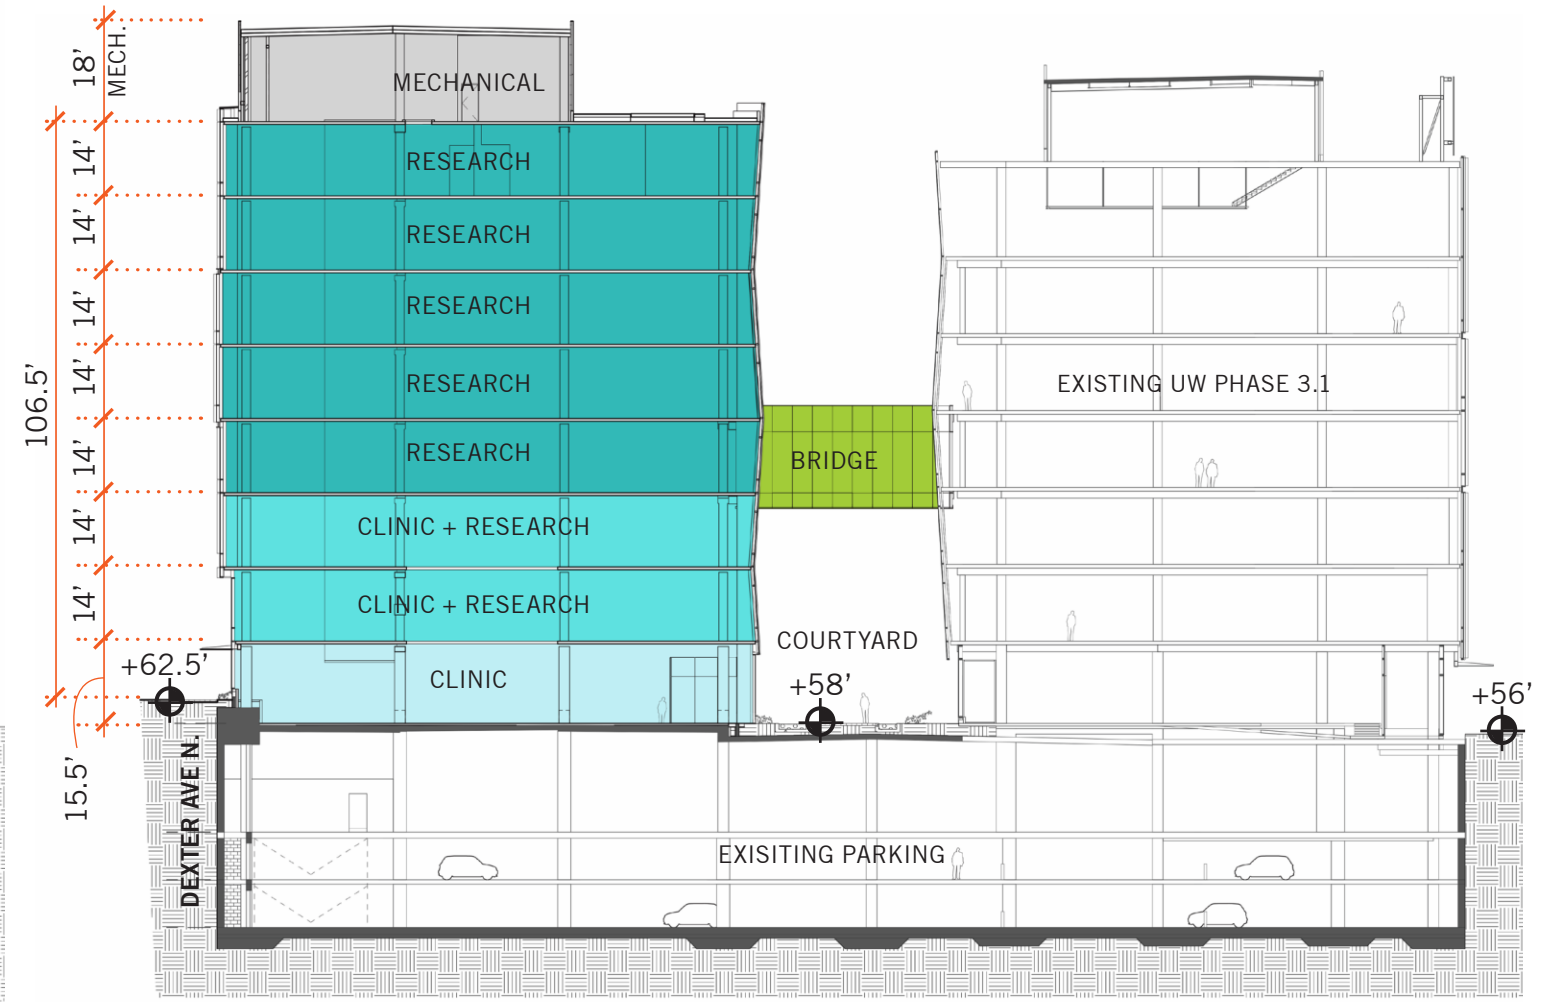 18’
MECH.
MECHANICAL
14’
RESEARCH
14’
RESEARCH
14’
RESEARCH
14’
RESEARCH
EXISTING UW PHASE 3.1
106.5’
14’
RESEARCH
BRIDGE
14’
CLINIC + RESEARCH
14’
CLINIC + RESEARCH
COURTYARD
+62.5’
CLINIC
+58’
+56’
15.5’
DEXTER AVE N.
EXISITING PARKING